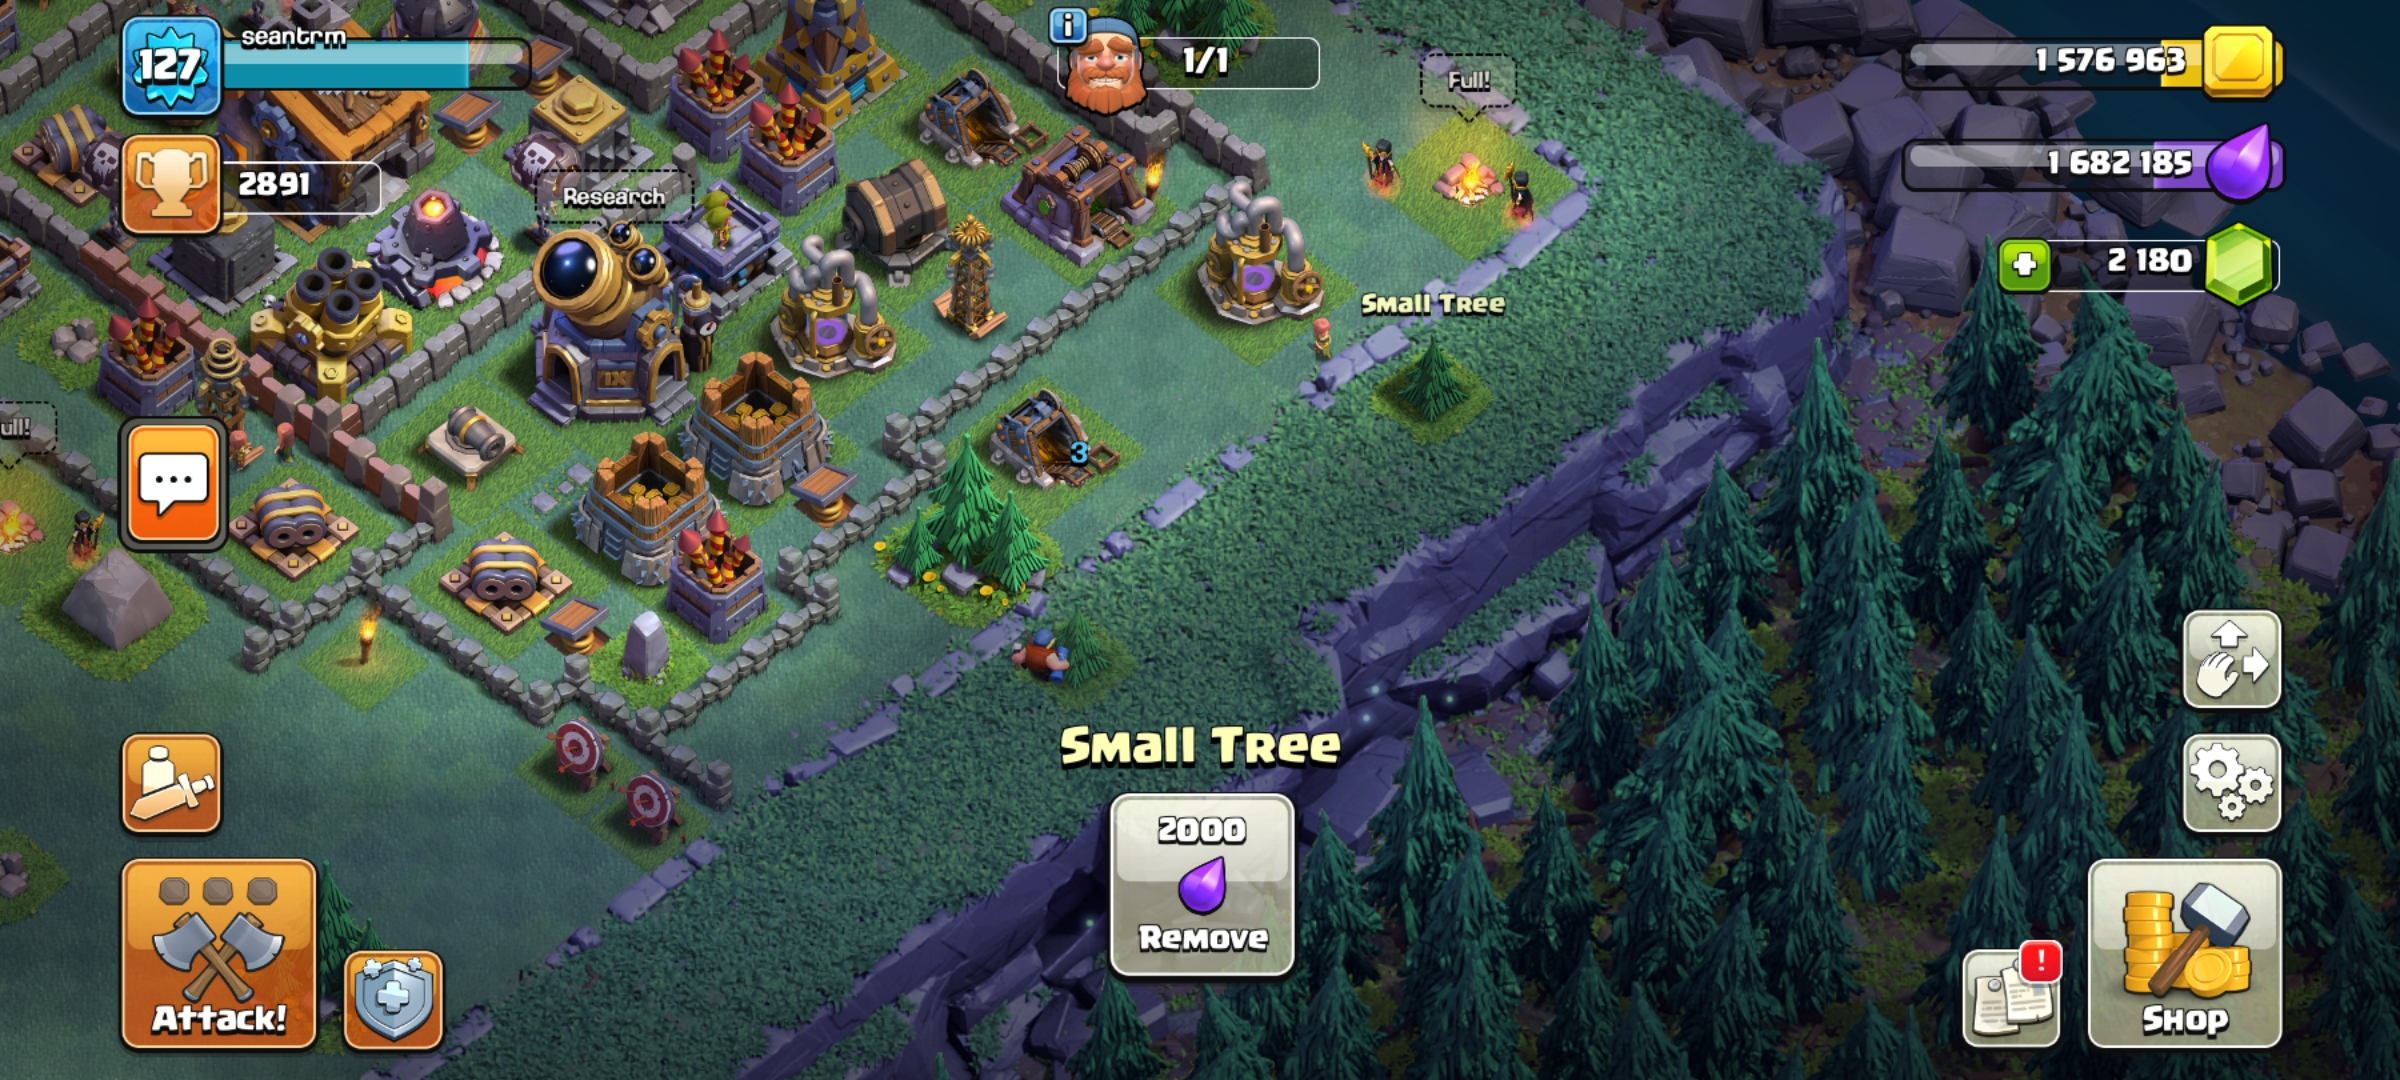 127
seantrm
1/1
Full!
1 576 963
2891
Research
1 682 185
2 180
Small Tree
ull!
3
IX
Small Tree
2000
Remove
Attack!
!
Shop